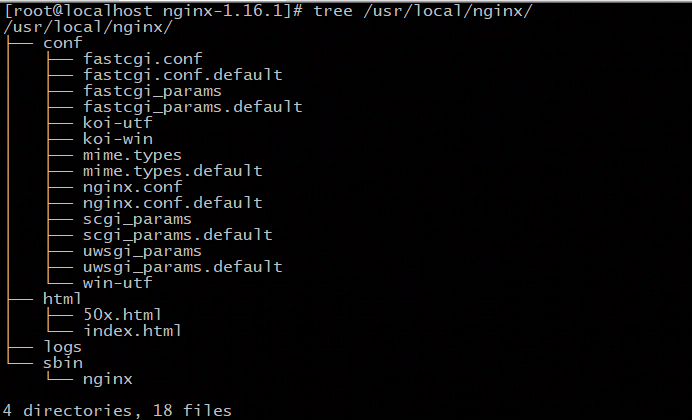 [root@localhost nginx-1.16.1]# tree /usr/local/nginx/
/usr/local/nginx/
├── conf
│   ├── fastcgi.conf
│   ├── fastcgi.conf.default
│   ├── fastcgi_params
│   ├── fastcgi_params.default
│   ├── koi-utf
│   ├── koi-win
│   ├── mime.types
│   ├── mime.types.default
│   ├── nginx.conf
│   ├── nginx.conf.default
│   ├── scgi_params
│   ├── scgi_params.default
│   ├── uwsgi_params
│   ├── uwsgi_params.default
│   └── win-utf
├── html
│   ├── 50x.html
│   └── index.html
├── logs
└── sbin
    └── nginx

4 directories, 18 files